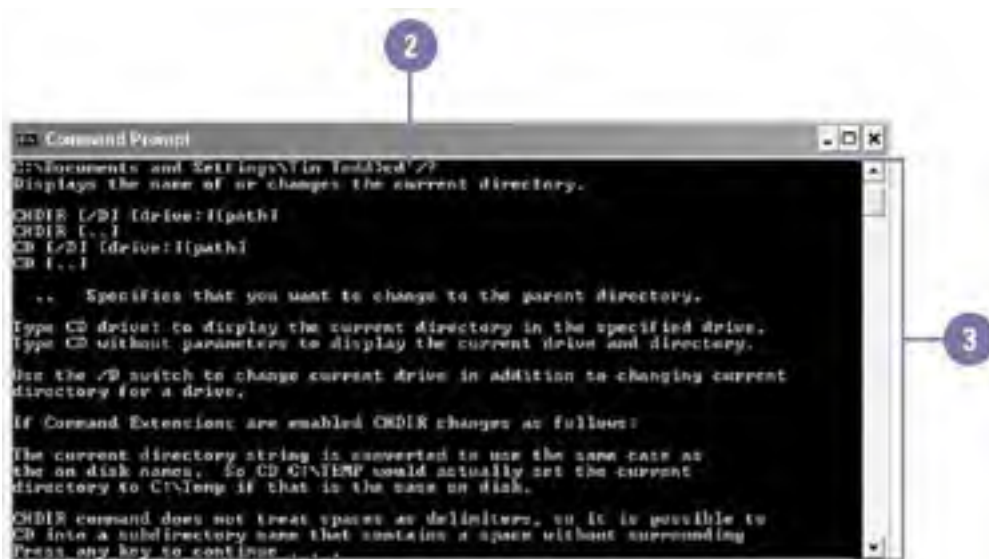 2
Command Prompt
C:\Documents and Settings\Tim Toddled /?
Displays the name of or changes the current directory.
CHDIR [/D] [drive:][path]
CHDIR [..]
CD [/D] [drive:][path]
CD [..]
.. Specifies that you want to change to the parent directory.
Type CD drive: to display the current directory in the specified drive.
Type CD without parameters to display the current drive and directory.
Use the /D switch to change current drive in addition to changing current
directory for a drive.
If Command Extensions are enabled CHDIR changes as follows:
The current directory string is converted to use the same case as
the on disk names. So CD C:\TEMP would actually set the current
directory to C:\Temp if that is the case on disk.
CHDIR command does not treat spaces as delimiters, so it is possible to
CD into a subdirectory name that contains a space without surrounding
Press any key to continue . . .
3